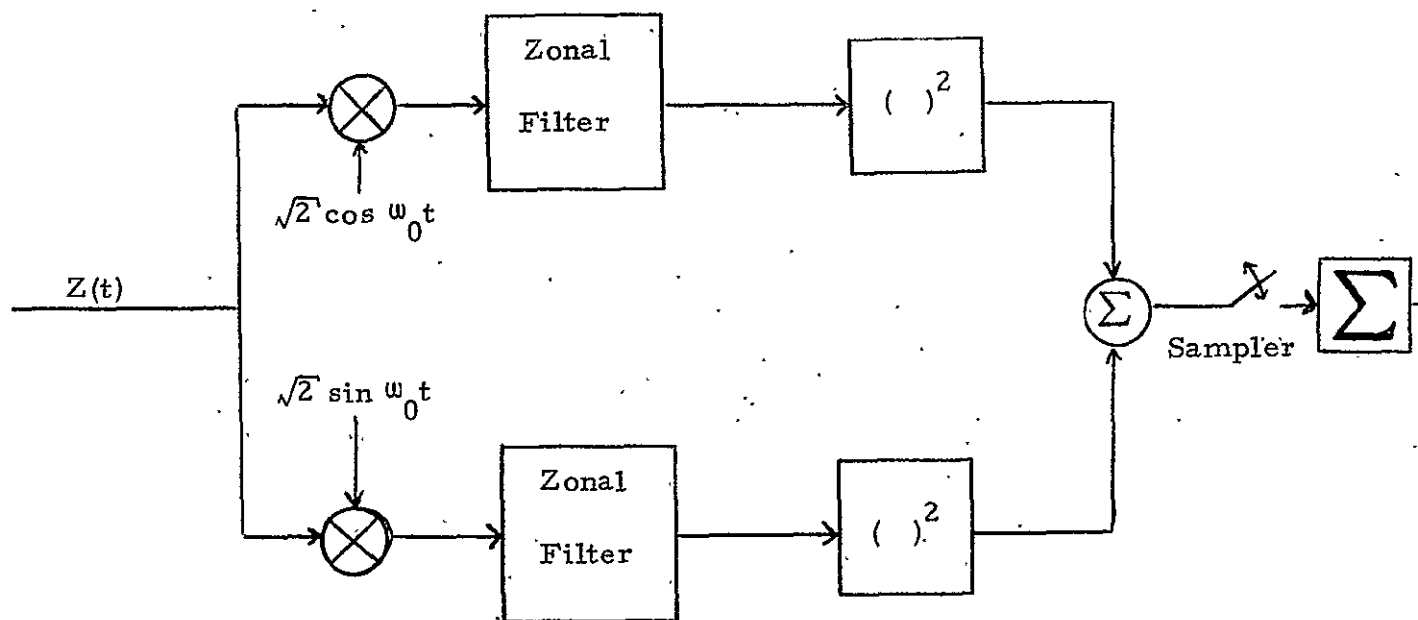 Zonal
Filter
( )²
√2 cos ω₀t
Z(t)
Σ
Sampler
Σ
√2 sin ω₀t
Zonal
Filter
( )²